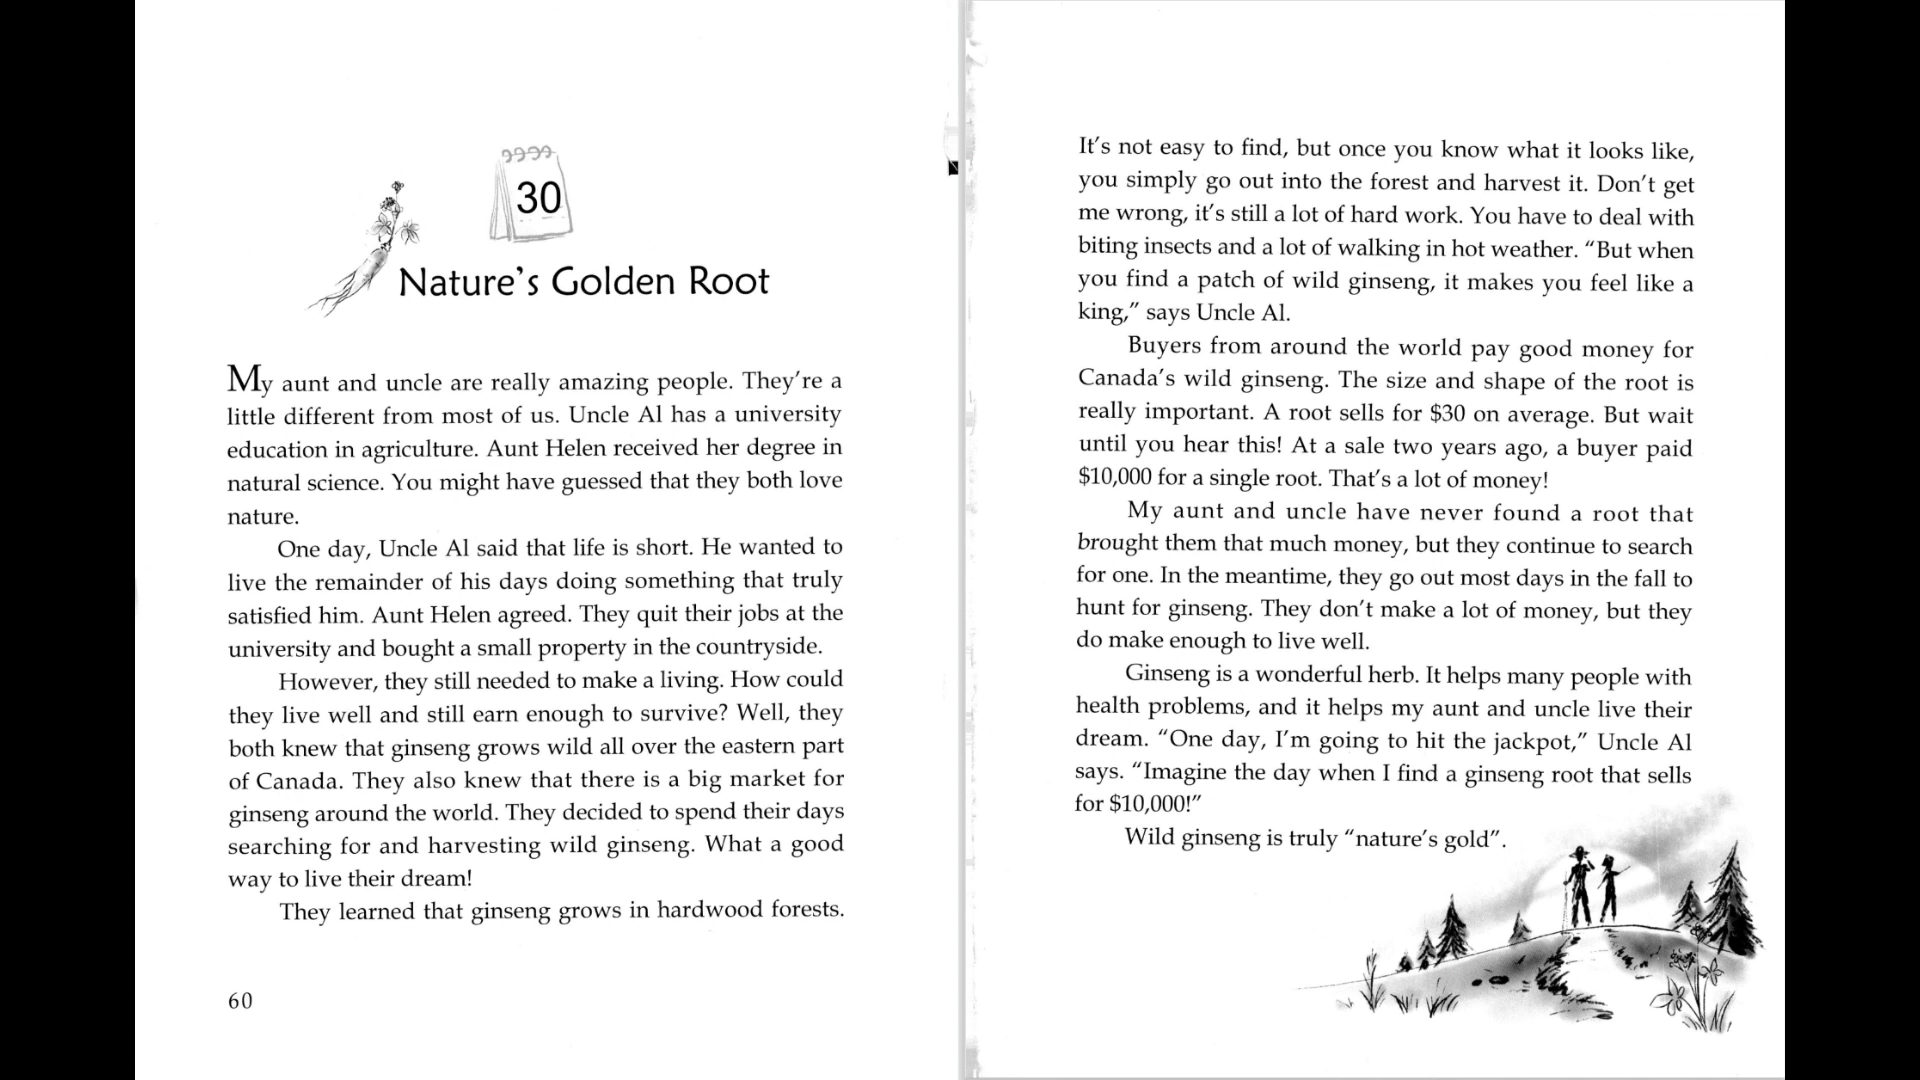 30
Nature's Golden Root
My aunt and uncle are really amazing people. They're a
little different from most of us. Uncle Al has a university
education in agriculture. Aunt Helen received her degree in
natural science. You might have guessed that they both love
nature.
One day, Uncle Al said that life is short. He wanted to
live the remainder of his days doing something that truly
satisfied him. Aunt Helen agreed. They quit their jobs at the
university and bought a small property in the countryside.
However, they still needed to make a living. How could
they live well and still earn enough to survive? Well, they
both knew that ginseng grows wild all over the eastern part
of Canada. They also knew that there is a big market for
ginseng around the world. They decided to spend their days
searching for and harvesting wild ginseng. What a good
way to live their dream!
They learned that ginseng grows in hardwood forests.
60
It's not easy to find, but once you know what it looks like,
you simply go out into the forest and harvest it. Don't get
me wrong, it's still a lot of hard work. You have to deal with
biting insects and a lot of walking in hot weather. "But when
you find a patch of wild ginseng, it makes you feel like a
king," says Uncle Al.
Buyers from around the world pay good money for
Canada's wild ginseng. The size and shape of the root is
really important. A root sells for $30 on average. But wait
until you hear this! At a sale two years ago, a buyer paid
$10,000 for a single root. That's a lot of money!
My aunt and uncle have never found a root that
brought them that much money, but they continue to search
for one. In the meantime, they go out most days in the fall to
hunt for ginseng. They don't make a lot of money, but they
do make enough to live well.
Ginseng is a wonderful herb. It helps many people with
health problems, and it helps my aunt and uncle live their
dream. "One day, I'm going to hit the jackpot," Uncle Al
says. "Imagine the day when I find a ginseng root that sells
for $10,000!"
Wild ginseng is truly "nature's gold".